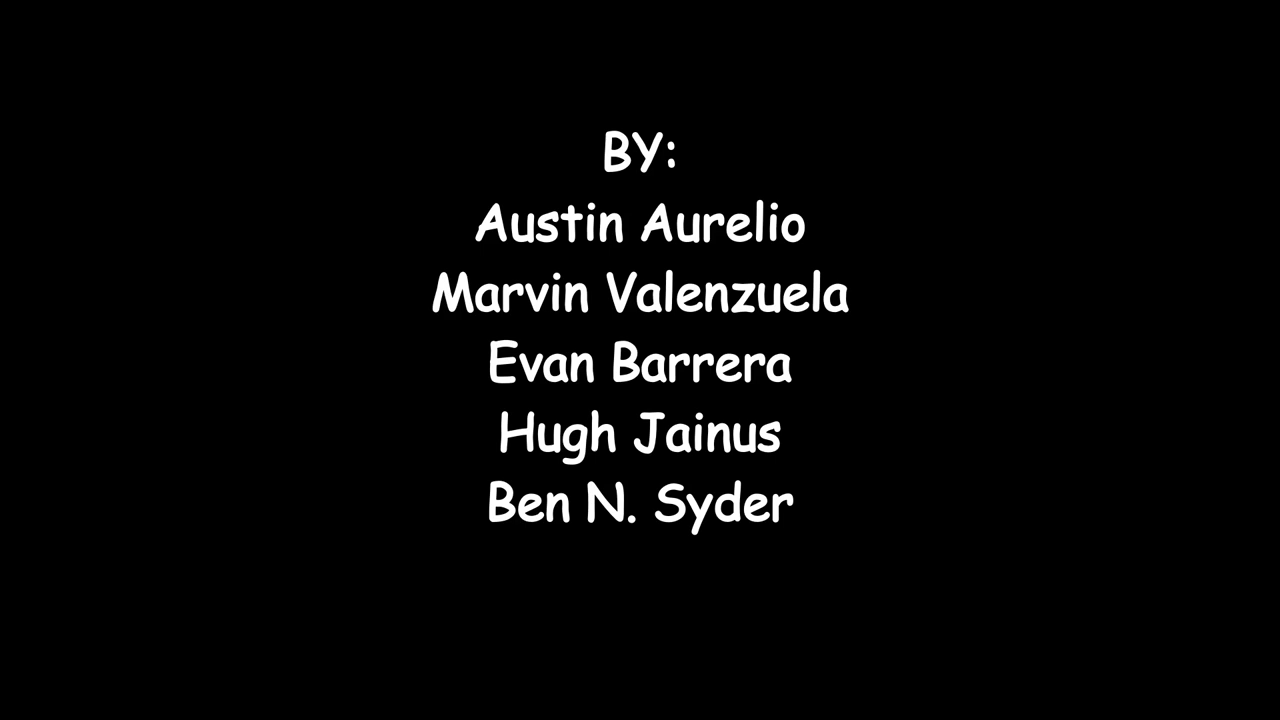 BY:
Austin Aurelio
Marvin Valenzuela
Evan Barrera
Hugh Jainus
Ben N. Syder